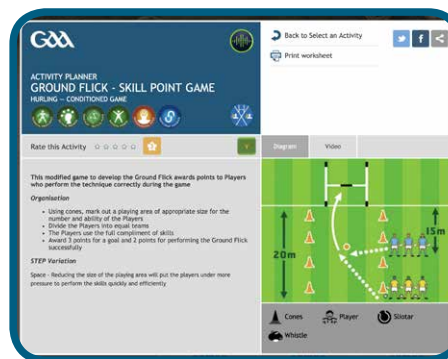 GAA
ACTIVITY PLANNER
GROUND FLICK - SKILL POINT GAME
HURLING — CONDITIONED GAME
Back to Select an Activity
Print worksheet
Rate this Activity
Diagram
Video
This modified game to develop the Ground Flick awards points to Players
who perform the technique correctly during the game
Organisation
• Using cones, mark out a playing area of appropriate size for the
number and ability of the Players
• Divide the Players into equal teams
• The Players use the full compliment of skills
• Award 3 points for a goal and 2 points for performing the Ground Flick
successfully
STEP Variation
Space - Reducing the size of the playing area will put the players under more
pressure to perform the skills quickly and efficiently
20m
15m
Cones
Player
Sliotar
Whistle